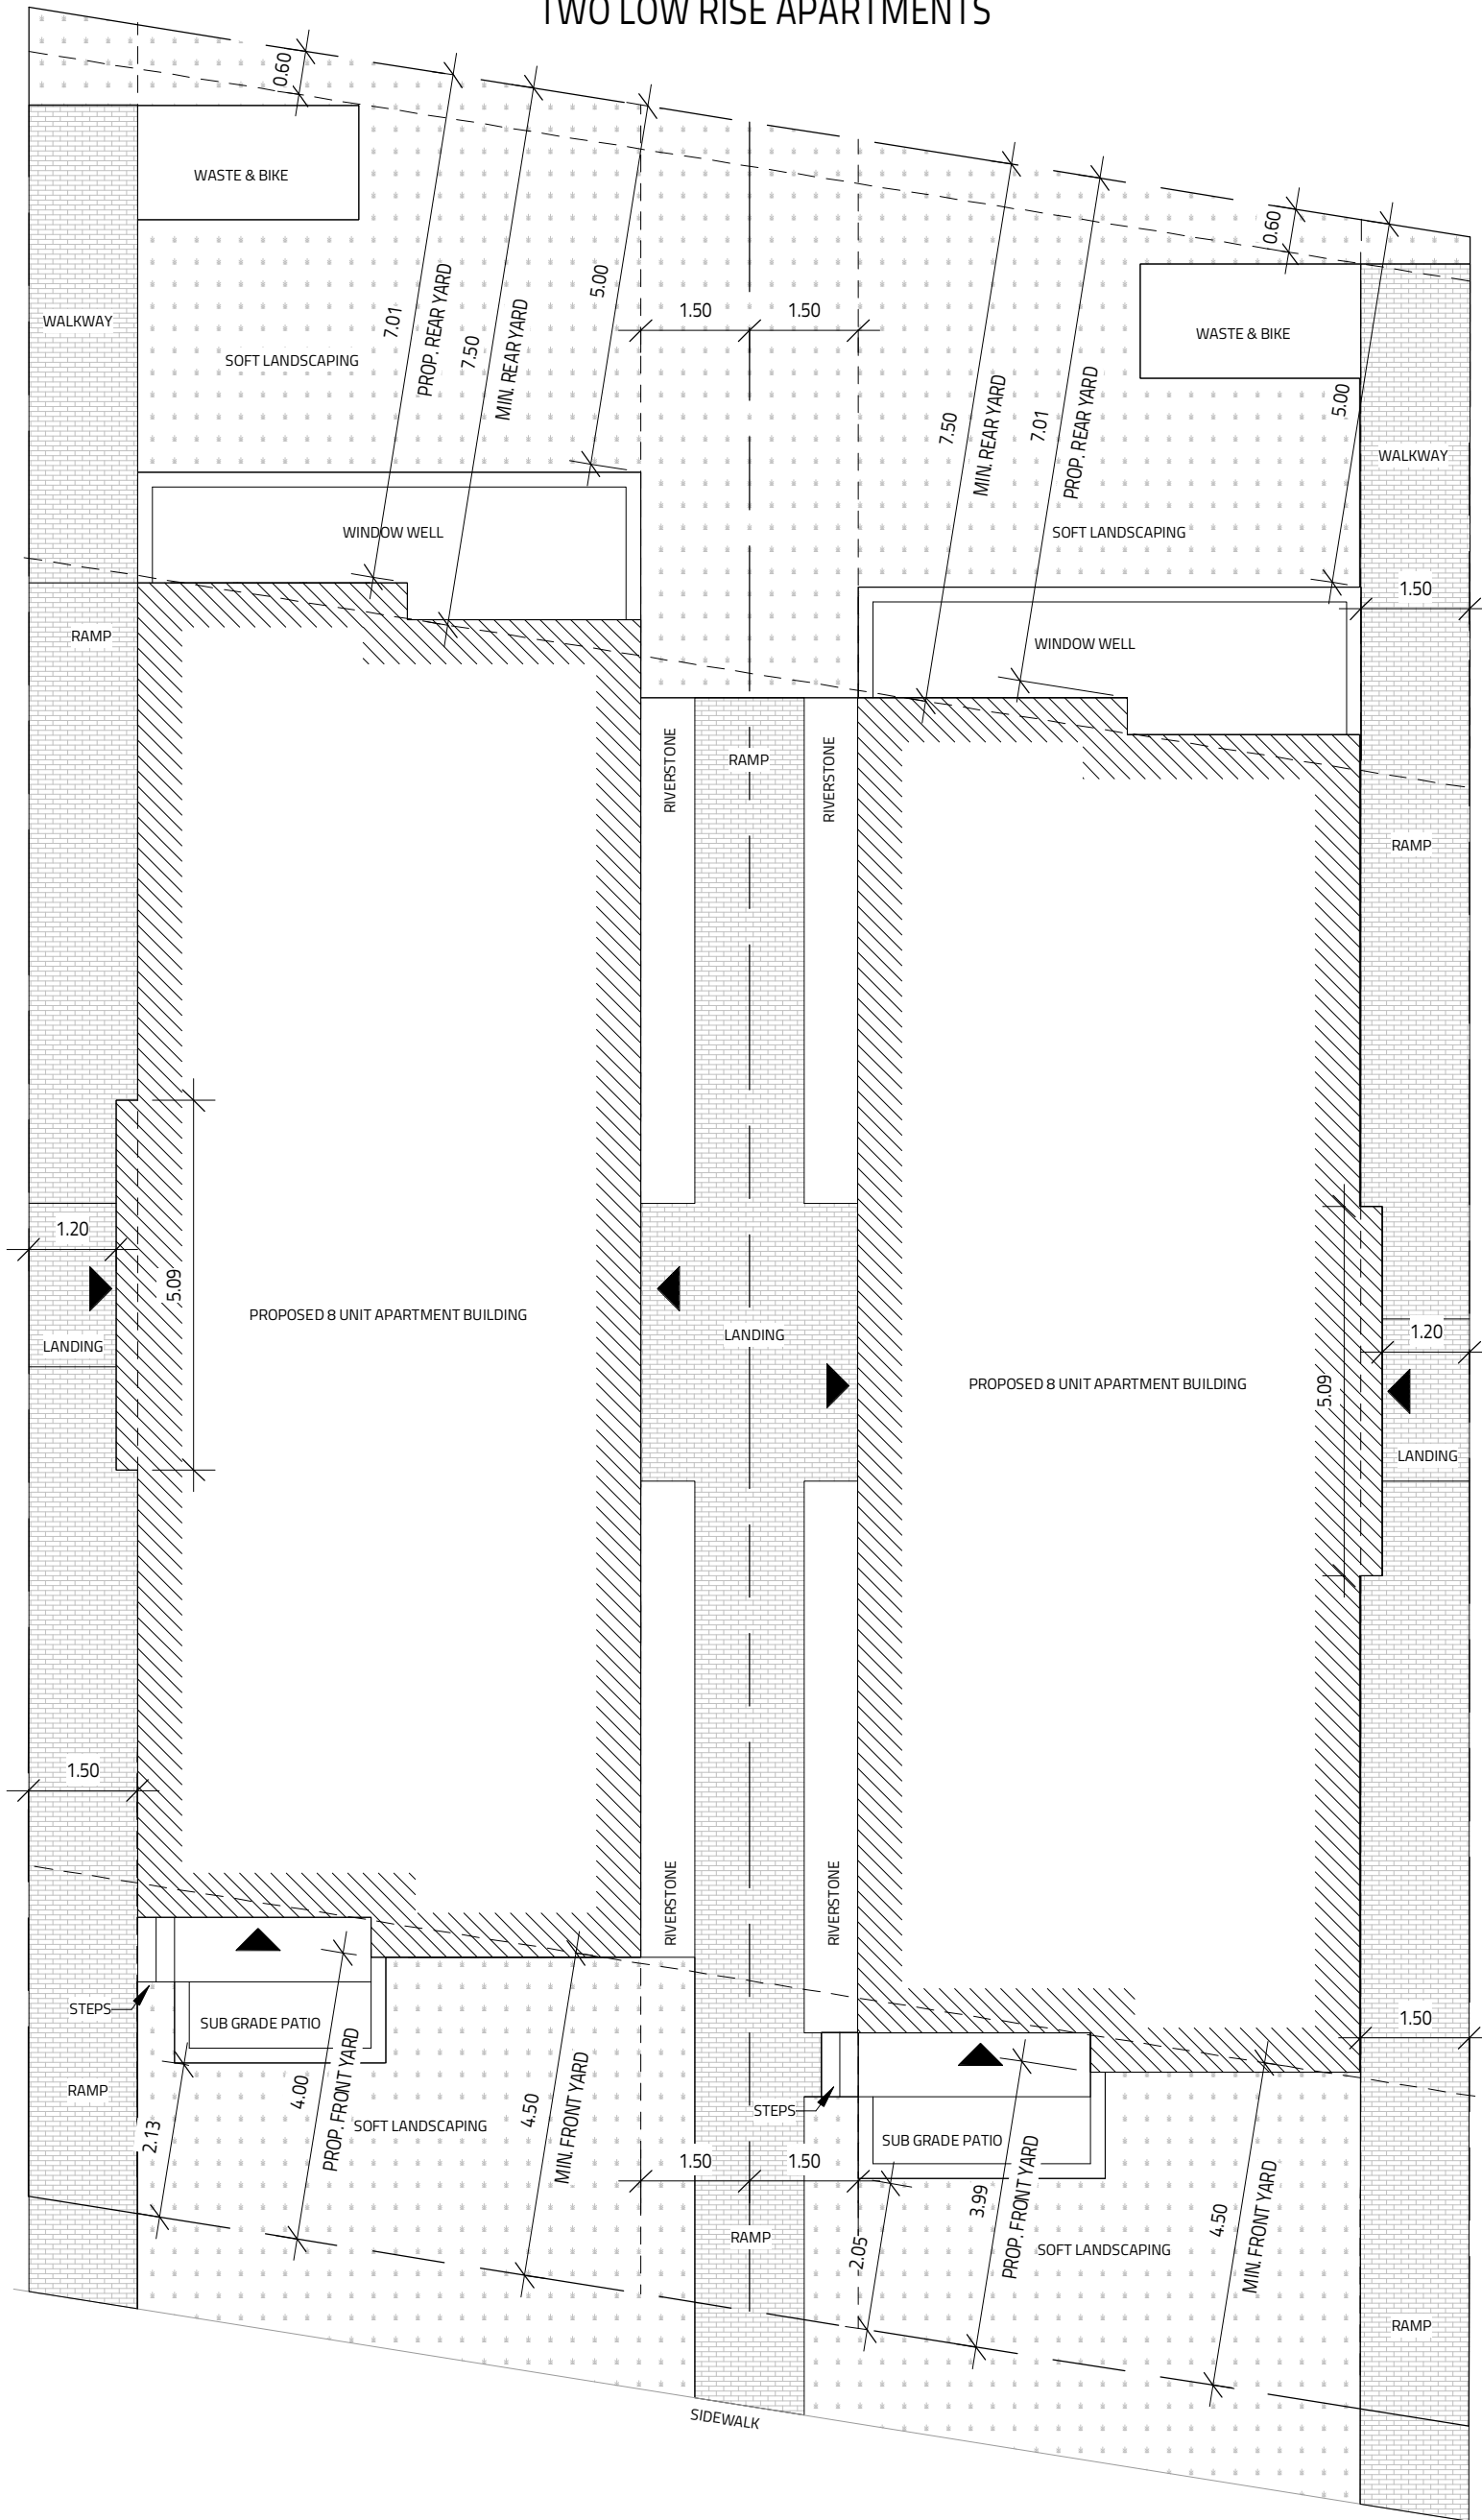 TWO LOW RISE APARTMENTS
0.60
WASTE & BIKE
0.60
WALKWAY
7.01
PROP. REAR YARD
7.50
MIN. REAR YARD
5.00
1.50
1.50
WASTE & BIKE
SOFT LANDSCAPING
7.50
MIN. REAR YARD
7.01
PROP. REAR YARD
5.00
WALKWAY
WINDOW WELL
SOFT LANDSCAPING
1.50
RAMP
WINDOW WELL
RIVERSTONE
RAMP
RIVERSTONE
RAMP
1.20
5.09
PROPOSED 8 UNIT APARTMENT BUILDING
LANDING
LANDING
1.20
5.09
PROPOSED 8 UNIT APARTMENT BUILDING
LANDING
1.50
RIVERSTONE
RIVERSTONE
STEPS
SUB GRADE PATIO
1.50
RAMP
4.00
PROP. FRONT YARD
2.13
SOFT LANDSCAPING
4.50
MIN. FRONT YARD
STEPS
SUB GRADE PATIO
1.50
1.50
3.99
PROP. FRONT YARD
RAMP
2.05
SOFT LANDSCAPING
4.50
MIN. FRONT YARD
RAMP
SIDEWALK